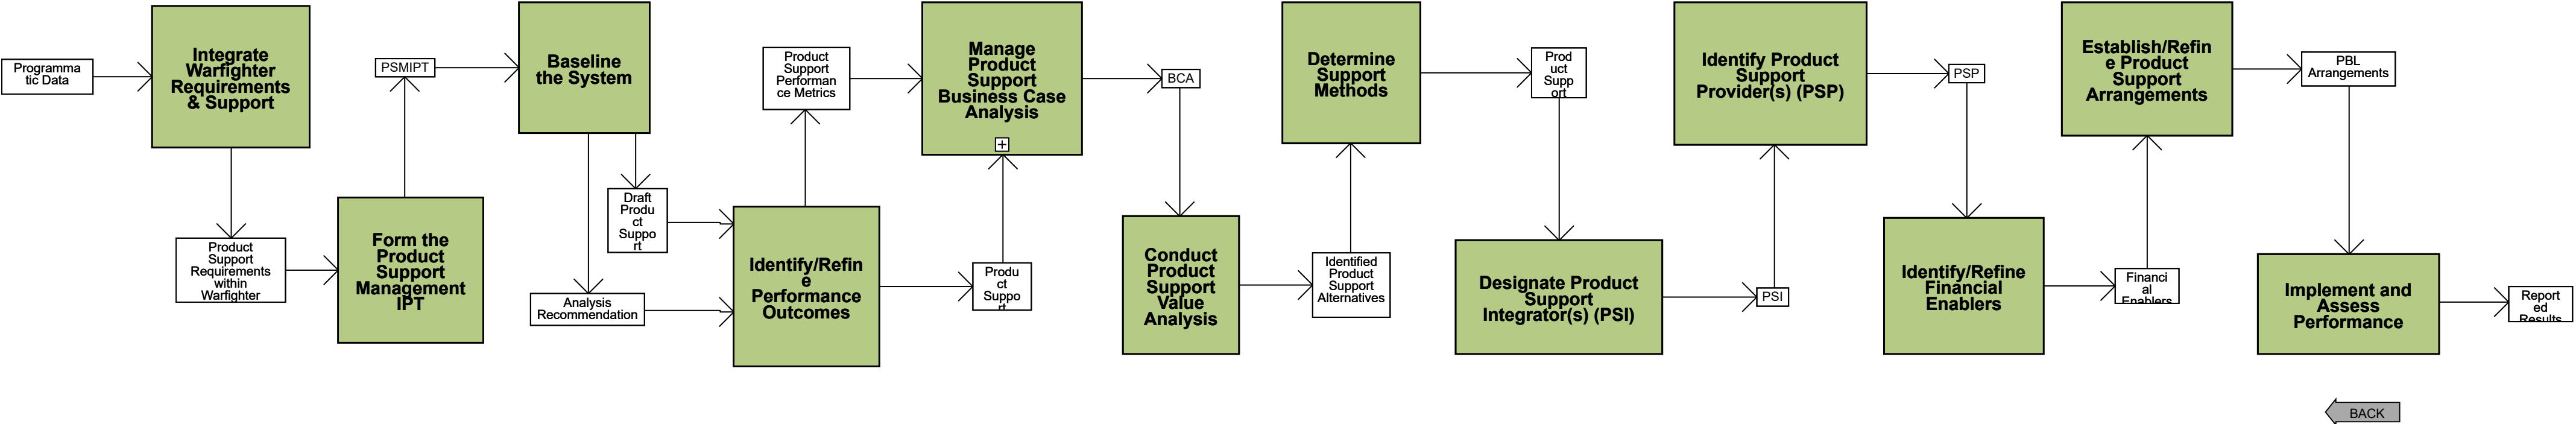 Programma
tic Data
Integrate
Warfighter
Requirements
& Support
Product
Support
Requirements
within
Warfighter
Form the
Product
Support
Management
IPT
PSMIPT
Baseline
the System
Draft
Produ
ct
Suppo
rt
Analysis
Recommendation
Identify/Refin
e
Performance
Outcomes
Product
Support
Performan
ce Metrics
Produ
ct
Suppo
rt
Manage
Product
Support
Business Case
Analysis
+
BCA
Conduct
Product
Support
Value
Analysis
Identified
Product
Support
Alternatives
Determine
Support
Methods
Prod
uct
Supp
ort
Designate Product
Support
Integrator(s) (PSI)
PSI
Identify Product
Support
Provider(s) (PSP)
PSP
Identify/Refine
Financial
Enablers
Financi
al
Enablers
Establish/Refin
e Product
Support
Arrangements
PBL
Arrangements
Implement and
Assess
Performance
Report
ed
Results
BACK